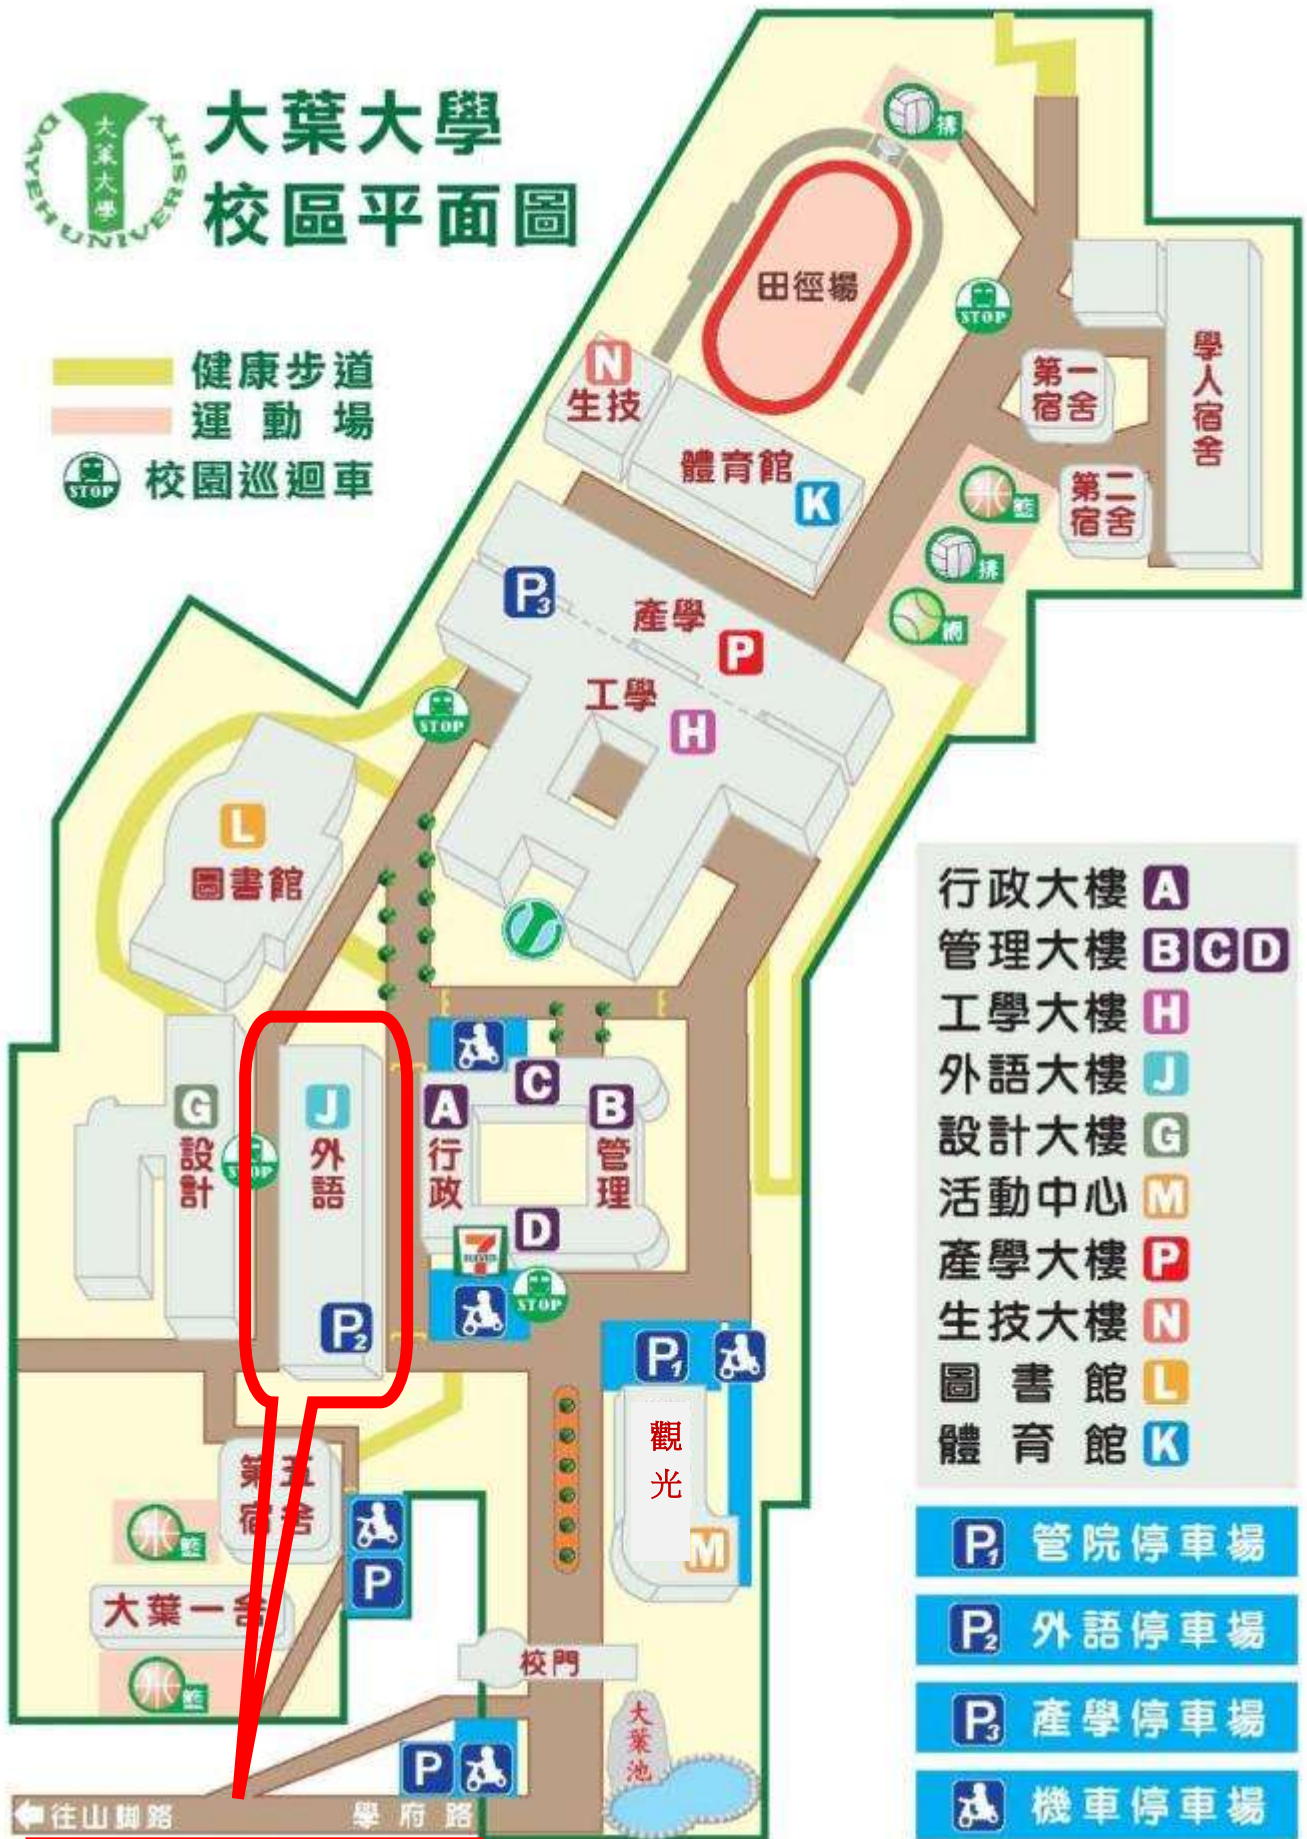 大葉大學
校區平面圖
大葉大學
DAYEH UNIVERSITY
健康步道
運動場
STOP 校園巡迴車
排
田徑場
STOP
N
生技
體育館
K
第一
宿舍
學人宿舍
第二
宿舍
籃
排
網
P3
產學
P
工學
H
STOP
L
圖書館
G
設計
STOP
J
外語
P2
A
行政
C
B
管理
D
7
ELEVEN
STOP
P1
觀光
M
第五
宿舍
籃
P
大葉一舍
籃
校門
大葉池
P
往山腳路
學府路
行政大樓 A
管理大樓 B C D
工學大樓 H
外語大樓 J
設計大樓 G
活動中心 M
產學大樓 P
生技大樓 N
圖書館 L
體育館 K
P1 管院停車場
P2 外語停車場
P3 產學停車場
機車停車場